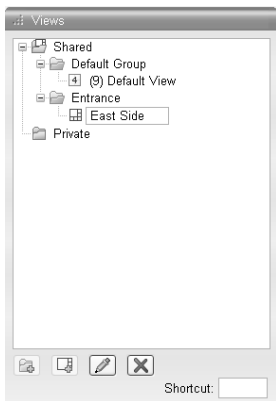 Views
Shared
Default Group
4 (9) Default View
Entrance
East Side
Private
Shortcut: